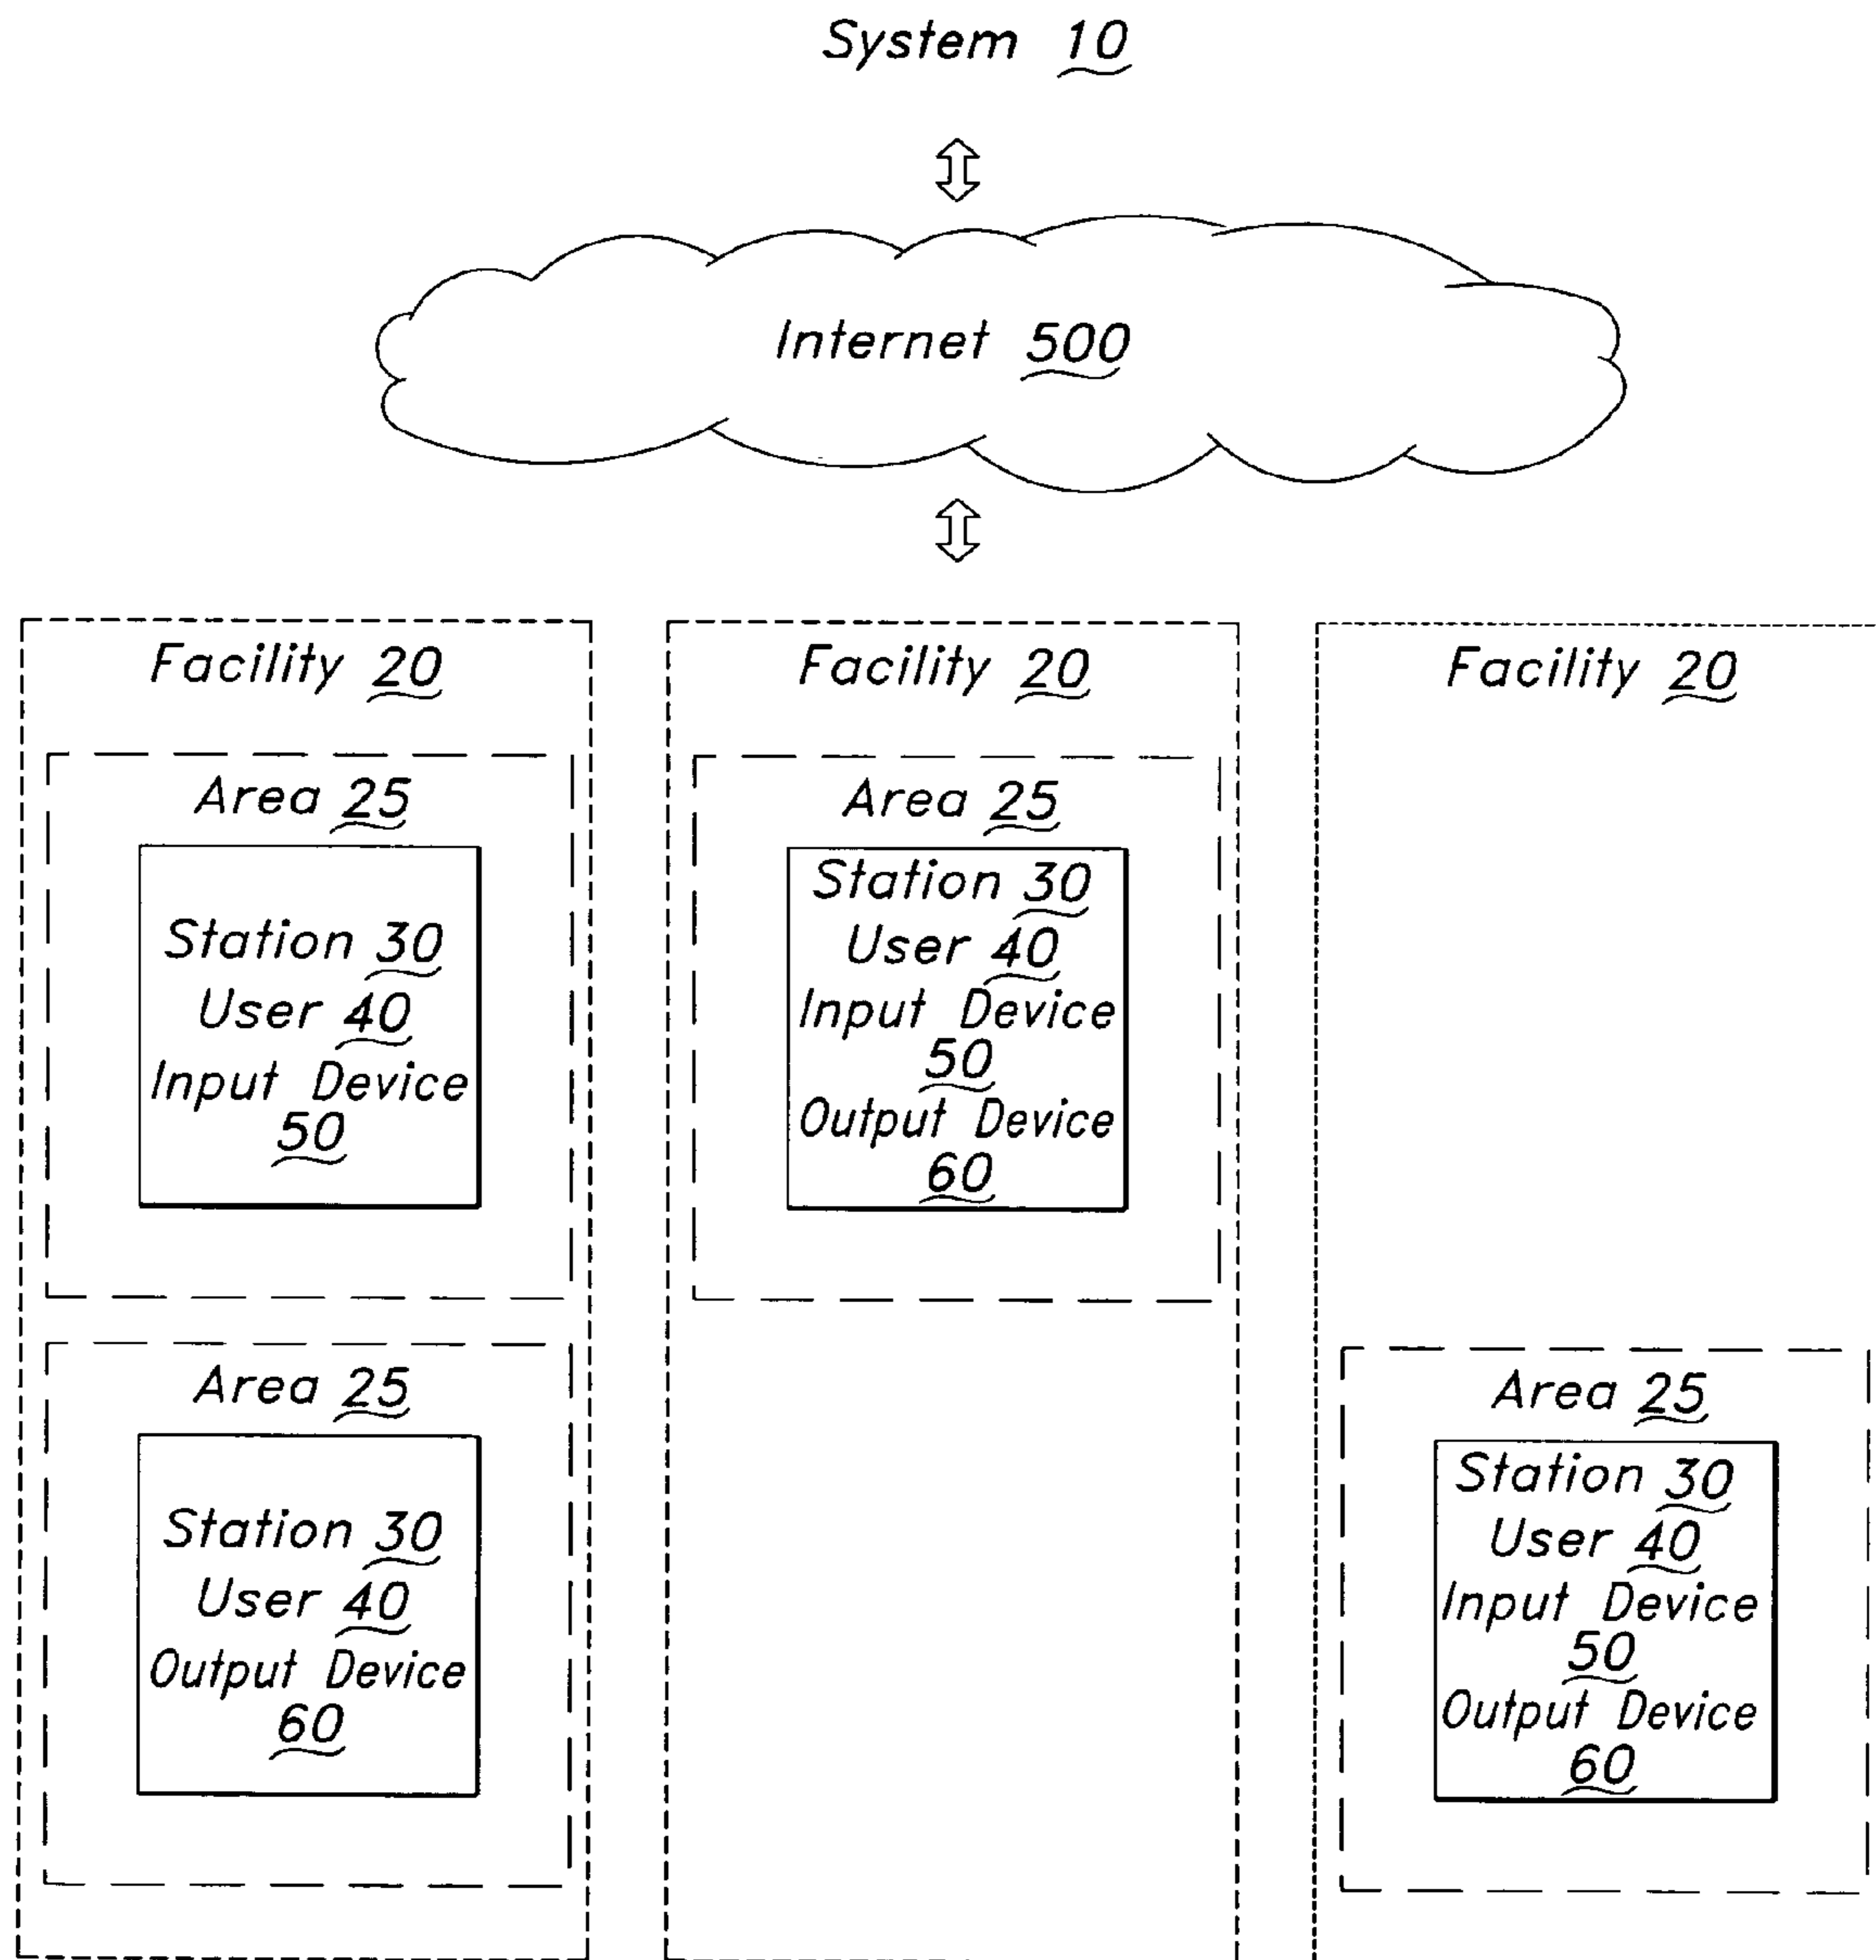 System 10
Internet 500
Facility 20
Area 25
Station 30
User 40
Input Device
50
Area 25
Station 30
User 40
Output Device
60
Facility 20
Area 25
Station 30
User 40
Input Device
50
Output Device
60
Facility 20
Area 25
Station 30
User 40
Input Device
50
Output Device
60